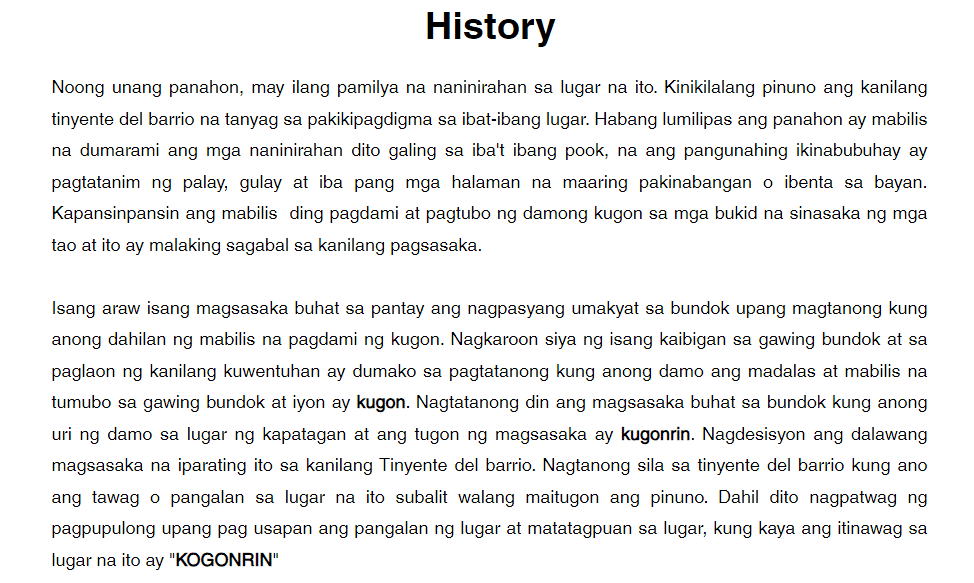 History
Noong unang panahon, may ilang pamilya na naninirahan sa lugar na ito. Kinikilalang pinuno ang kanilang
tinyente del barrio na tanyag sa pakikipagdigma sa ibat-ibang lugar. Habang lumilipas ang panahon ay mabilis
na dumarami ang mga naninirahan dito galing sa iba't ibang pook, na ang pangunahing ikinabubuhay ay
pagtatanim ng palay, gulay at iba pang mga halaman na maaring pakinabangan o ibenta sa bayan.
Kapansinpansin ang mabilis  ding pagdami at pagtubo ng damong kugon sa mga bukid na sinasaka ng mga
tao at ito ay malaking sagabal sa kanilang pagsasaka.
Isang araw isang magsasaka buhat sa pantay ang nagpasyang umakyat sa bundok upang magtanong kung
anong dahilan ng mabilis na pagdami ng kugon. Nagkaroon siya ng isang kaibigan sa gawing bundok at sa
paglaon ng kanilang kuwentuhan ay dumako sa pagtatanong kung anong damo ang madalas at mabilis na
tumubo sa gawing bundok at iyon ay kugon. Nagtatanong din ang magsasaka buhat sa bundok kung anong
uri ng damo sa lugar ng kapatagan at ang tugon ng magsasaka ay kugonrin. Nagdesisyon ang dalawang
magsasaka na iparating ito sa kanilang Tinyente del barrio. Nagtanong sila sa tinyente del barrio kung ano
ang tawag o pangalan sa lugar na ito subalit walang maitugon ang pinuno. Dahil dito nagpatwag ng
pagpupulong upang pag usapan ang pangalan ng lugar at matatagpuan sa lugar, kung kaya ang itinawag sa
lugar na ito ay "KOGONRIN"